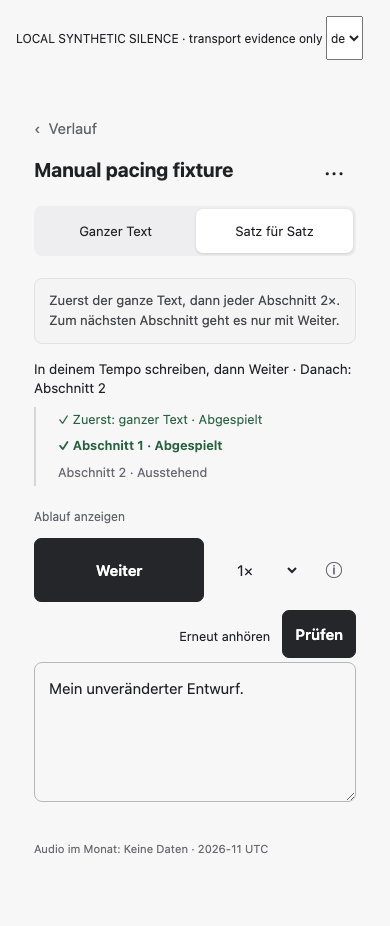 LOCAL SYNTHETIC SILENCE · transport evidence only de
‹ Verlauf
Manual pacing fixture ...
Ganzer Text Satz für Satz
Zuerst der ganze Text, dann jeder Abschnitt 2×.
Zum nächsten Abschnitt geht es nur mit Weiter.
In deinem Tempo schreiben, dann Weiter · Danach:
Abschnitt 2
✓ Zuerst: ganzer Text · Abgespielt
✓ Abschnitt 1 · Abgespielt
Abschnitt 2 · Ausstehend
Ablauf anzeigen
Weiter 1× ⓘ
Erneut anhören Prüfen
Mein unveränderter Entwurf.
Audio im Monat: Keine Daten · 2026-11 UTC